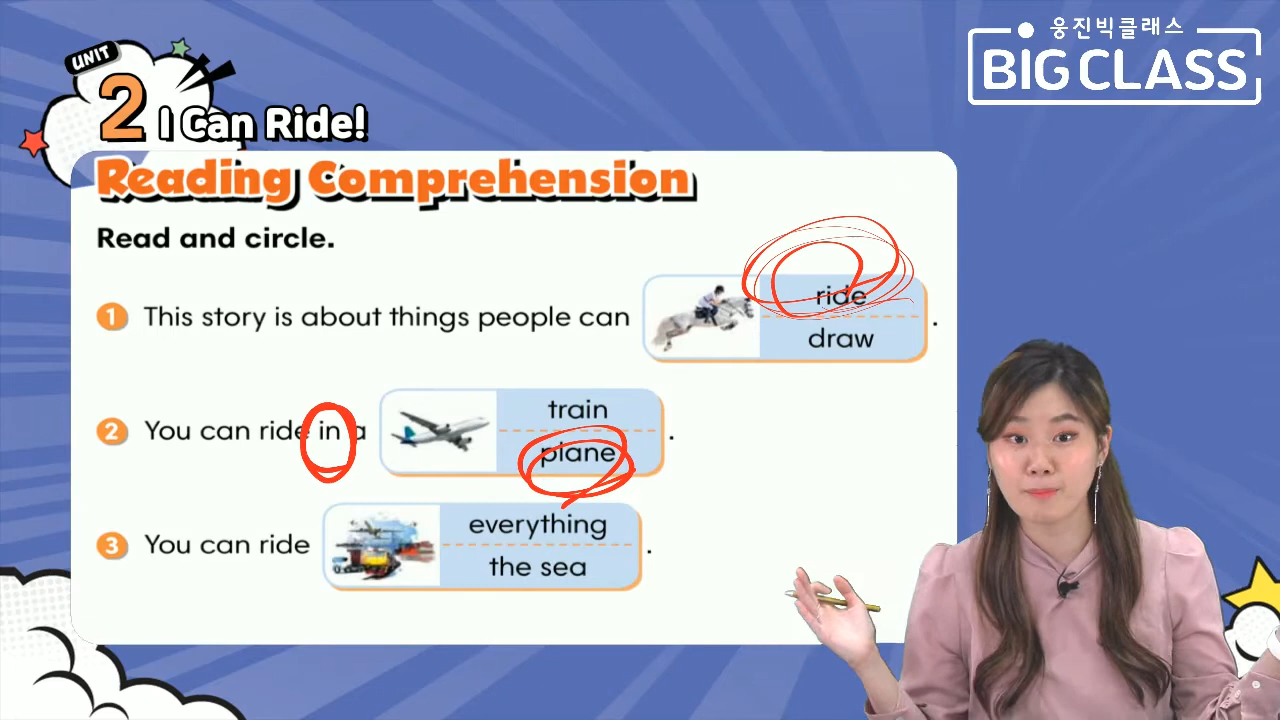 웅진빅클래스
BIG CLASS
UNIT
2 I Can Ride!
Reading Comprehension
Read and circle.
1 This story is about things people can
ride
draw
.
2 You can ride in a
train
plane
.
3 You can ride
everything
the sea
.